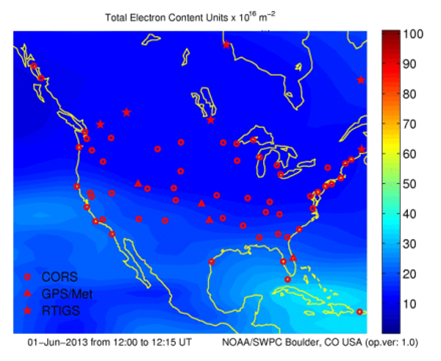 Total Electron Content Units x 10¹⁶ m⁻²
100
90
80
70
60
50
40
30
20
10
CORS
GPS/Met
RTIGS
01-Jun-2013 from 12:00 to 12:15 UT NOAA/SWPC Boulder, CO USA (op.ver: 1.0)